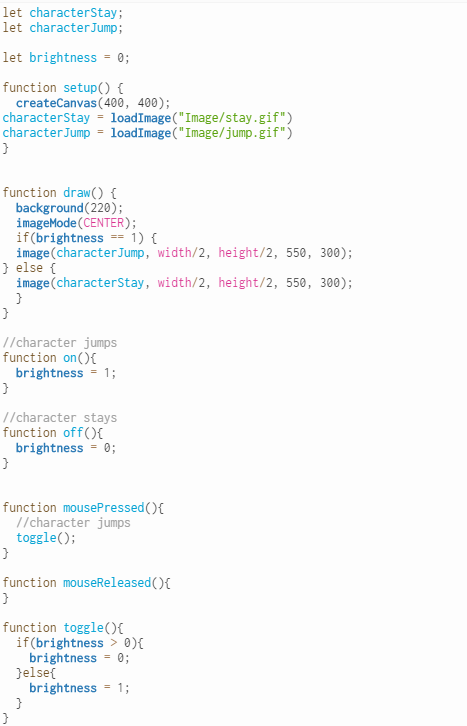 let characterStay;
let characterJump;

let brightness = 0;

function setup() {
  createCanvas(400, 400);
characterStay = loadImage("Image/stay.gif")
characterJump = loadImage("Image/jump.gif")
}


function draw() {
  background(220);
  imageMode(CENTER);
  if(brightness == 1) {
  image(characterJump, width/2, height/2, 550, 300);
} else {
  image(characterStay, width/2, height/2, 550, 300);
  }
}

//character jumps
function on(){
  brightness = 1;
}

//character stays
function off(){
  brightness = 0;
}


function mousePressed(){
  //character jumps
  toggle();
}

function mouseReleased(){
}

function toggle(){
  if(brightness > 0){
    brightness = 0;
  }else{
    brightness = 1;
  }
}